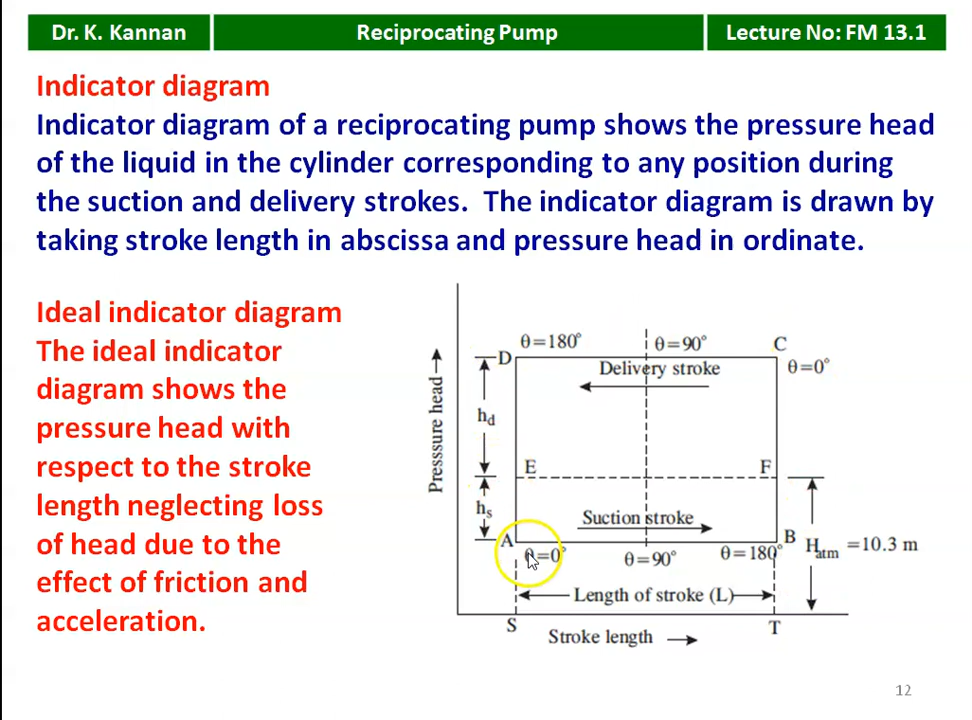 Dr. K. Kannan
Reciprocating Pump
Lecture No: FM 13.1
Indicator diagram
Indicator diagram of a reciprocating pump shows the pressure head
of the liquid in the cylinder corresponding to any position during
the suction and delivery strokes. The indicator diagram is drawn by
taking stroke length in abscissa and pressure head in ordinate.
Ideal indicator diagram
The ideal indicator
diagram shows the
pressure head with
respect to the stroke
length neglecting loss
of head due to the
effect of friction and
acceleration.
Presssure head
θ=180°
θ=90°
C
D
Delivery stroke
θ=0°
hd
E
F
hs
Suction stroke
A
B
θ=0°
θ=90°
θ=180°
Hatm =10.3 m
Length of stroke (L)
S
T
Stroke length
12